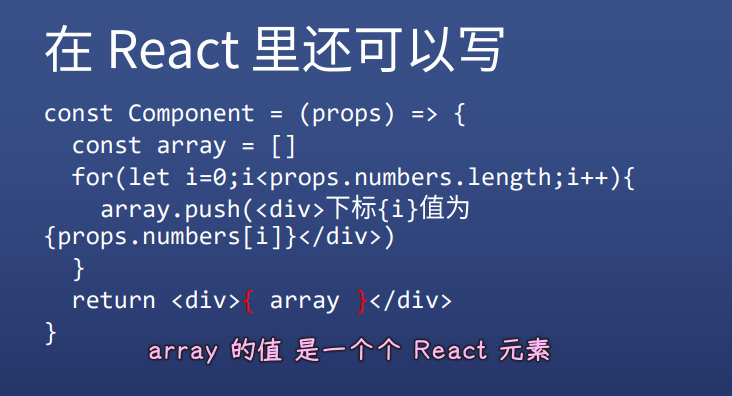 在 React 里还可以写
const Component = (props) => {
  const array = []
  for(let i=0;i<props.numbers.length;i++){
    array.push(<div>下标{i}值为
{props.numbers[i]}</div>)
  }
  return <div>{ array }</div>
}
array 的值 是一个个 React 元素